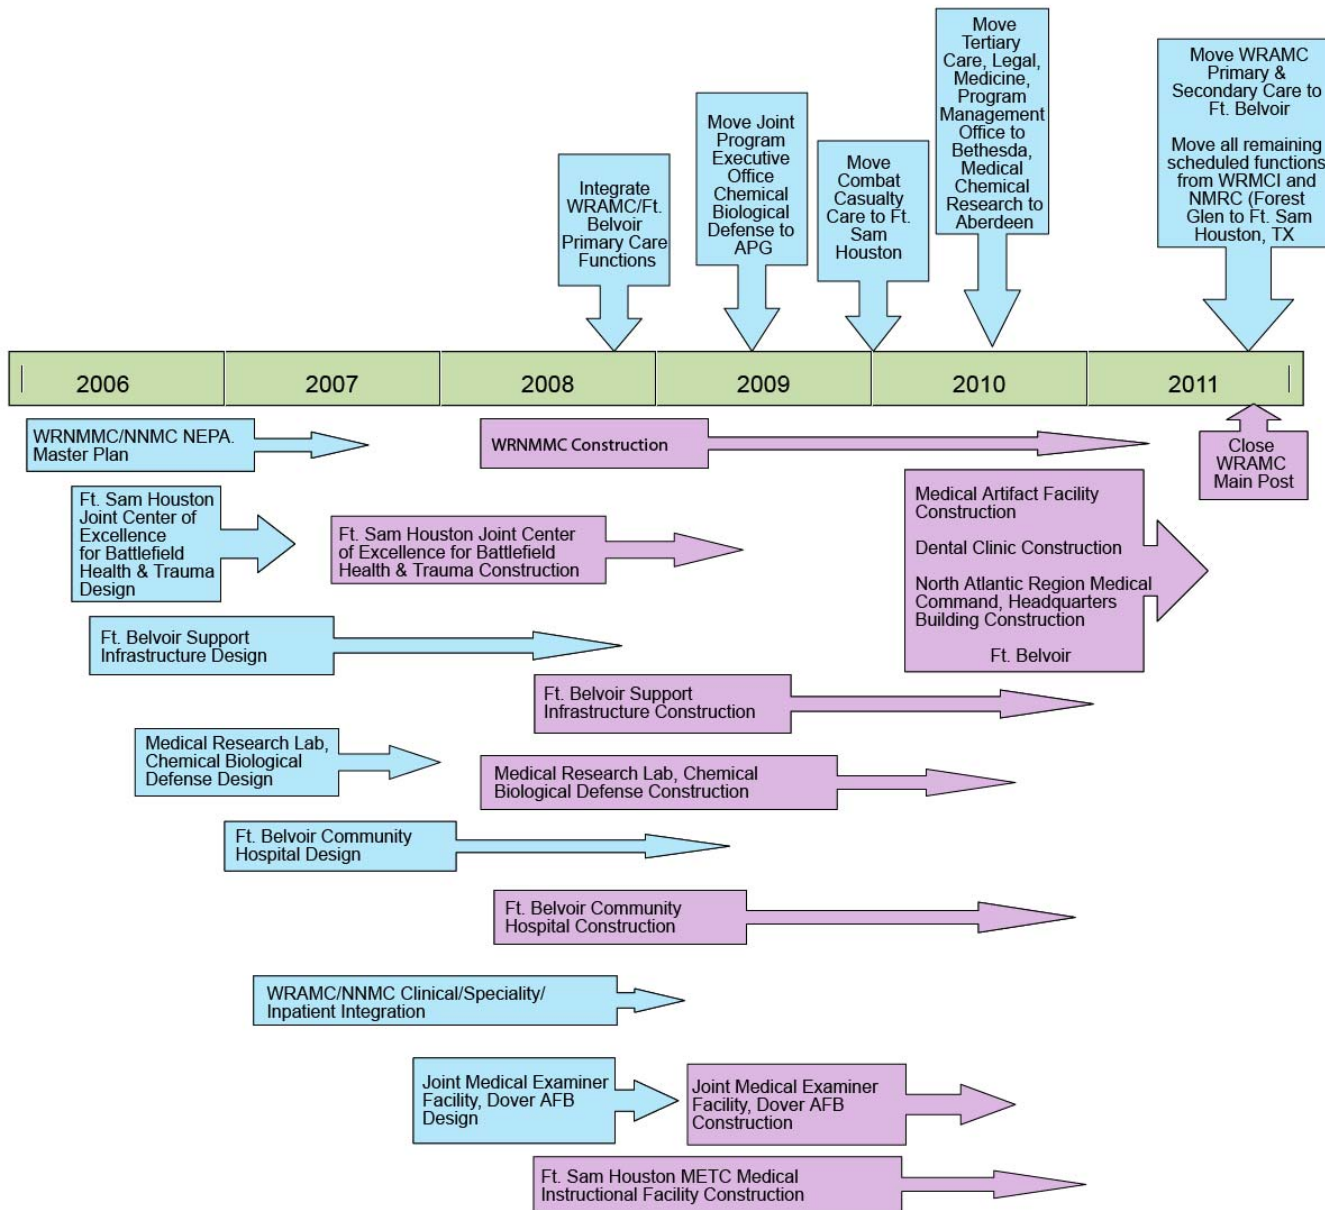 Move
Tertiary
Care, Legal,
Medicine,
Program
Management
Office to
Bethesda,
Medical
Chemical
Research to
Aberdeen
Move WRAMC
Primary &
Secondary Care to
Ft. Belvoir
Move all remaining
scheduled functions
from WRMCI and
NMRC (Forest
Glen to Ft. Sam
Houston, TX
Move Joint
Program
Executive
Office
Chemical
Biological
Defense to
APG
Move
Combat
Casualty
Care to Ft.
Sam
Houston
Integrate
WRAMC/Ft.
Belvoir
Primary Care
Functions
2006
2007
2008
2009
2010
2011
WRNMMC/NNMC NEPA.
Master Plan
WRNMMC Construction
Close
WRAMC
Main Post
Ft. Sam Houston
Joint Center of
Excellence
for Battlefield
Health & Trauma
Design
Ft. Sam Houston Joint Center
of Excellence for Battlefield
Health & Trauma Construction
Medical Artifact Facility
Construction
Dental Clinic Construction
North Atlantic Region Medical
Command, Headquarters
Building Construction
Ft. Belvoir
Ft. Belvoir Support
Infrastructure Design
Ft. Belvoir Support
Infrastructure Construction
Medical Research Lab,
Chemical Biological
Defense Design
Medical Research Lab, Chemical
Biological Defense Construction
Ft. Belvoir Community
Hospital Design
Ft. Belvoir Community
Hospital Construction
WRAMC/NNMC Clinical/Speciality/
Inpatient Integration
Joint Medical Examiner
Facility, Dover AFB
Design
Joint Medical Examiner
Facility, Dover AFB
Construction
Ft. Sam Houston METC Medical
Instructional Facility Construction